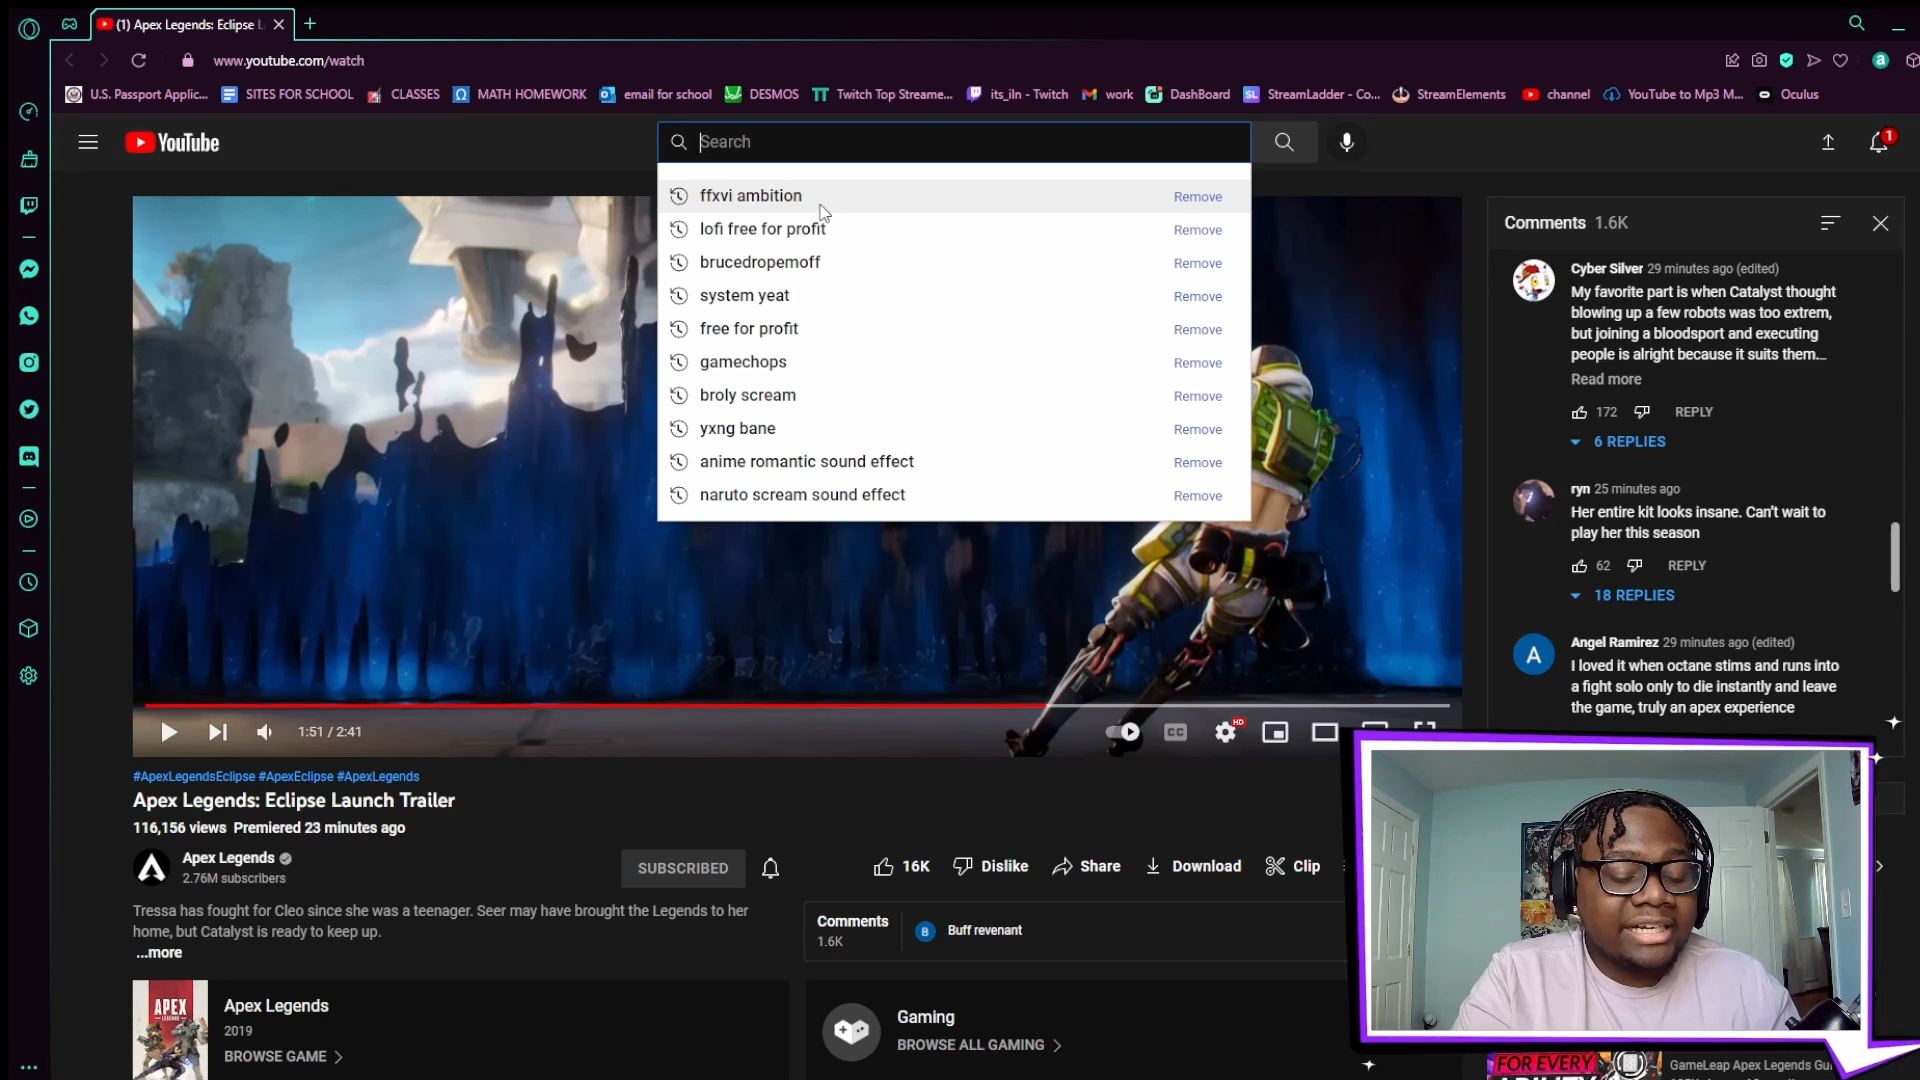 (1) Apex Legends: Eclipse L
www.youtube.com/watch
U.S. Passport Applic...
SITES FOR SCHOOL
CLASSES
MATH HOMEWORK
email for school
DESMOS
Twitch Top Streame...
its_iln - Twitch
work
DashBoard
StreamLadder - Co...
StreamElements
channel
YouTube to Mp3 M...
Oculus
YouTube
Search
1
ffxvi ambition Remove
lofi free for profit Remove
brucedropemoff Remove
system yeat Remove
free for profit Remove
gamechops Remove
broly scream Remove
yxng bane Remove
anime romantic sound effect Remove
naruto scream sound effect Remove
1:51 / 2:41
CC
HD
#ApexLegendsEclipse #ApexEclipse #ApexLegends
Apex Legends: Eclipse Launch Trailer
116,156 views Premiered 23 minutes ago
Apex Legends
2.76M subscribers
SUBSCRIBED
16K
Dislike
Share
Download
Clip
Tressa has fought for Cleo since she was a teenager. Seer may have brought the Legends to her
home, but Catalyst is ready to keep up.
...more
Comments
1.6K
B
Buff revenant
APEX
LEGENDS
Apex Legends
2019
BROWSE GAME
Gaming
BROWSE ALL GAMING
Comments 1.6K
Cyber Silver 29 minutes ago (edited)
My favorite part is when Catalyst thought
blowing up a few robots was too extrem,
but joining a bloodsport and executing
people is alright because it suits them...
Read more
172 REPLY
6 REPLIES
ryn 25 minutes ago
Her entire kit looks insane. Can't wait to
play her this season
62 REPLY
18 REPLIES
A
Angel Ramirez 29 minutes ago (edited)
I loved it when octane stims and runs into
a fight solo only to die instantly and leave
the game, truly an apex experience
FOR EVERY
GameLeap Apex Legends Gui